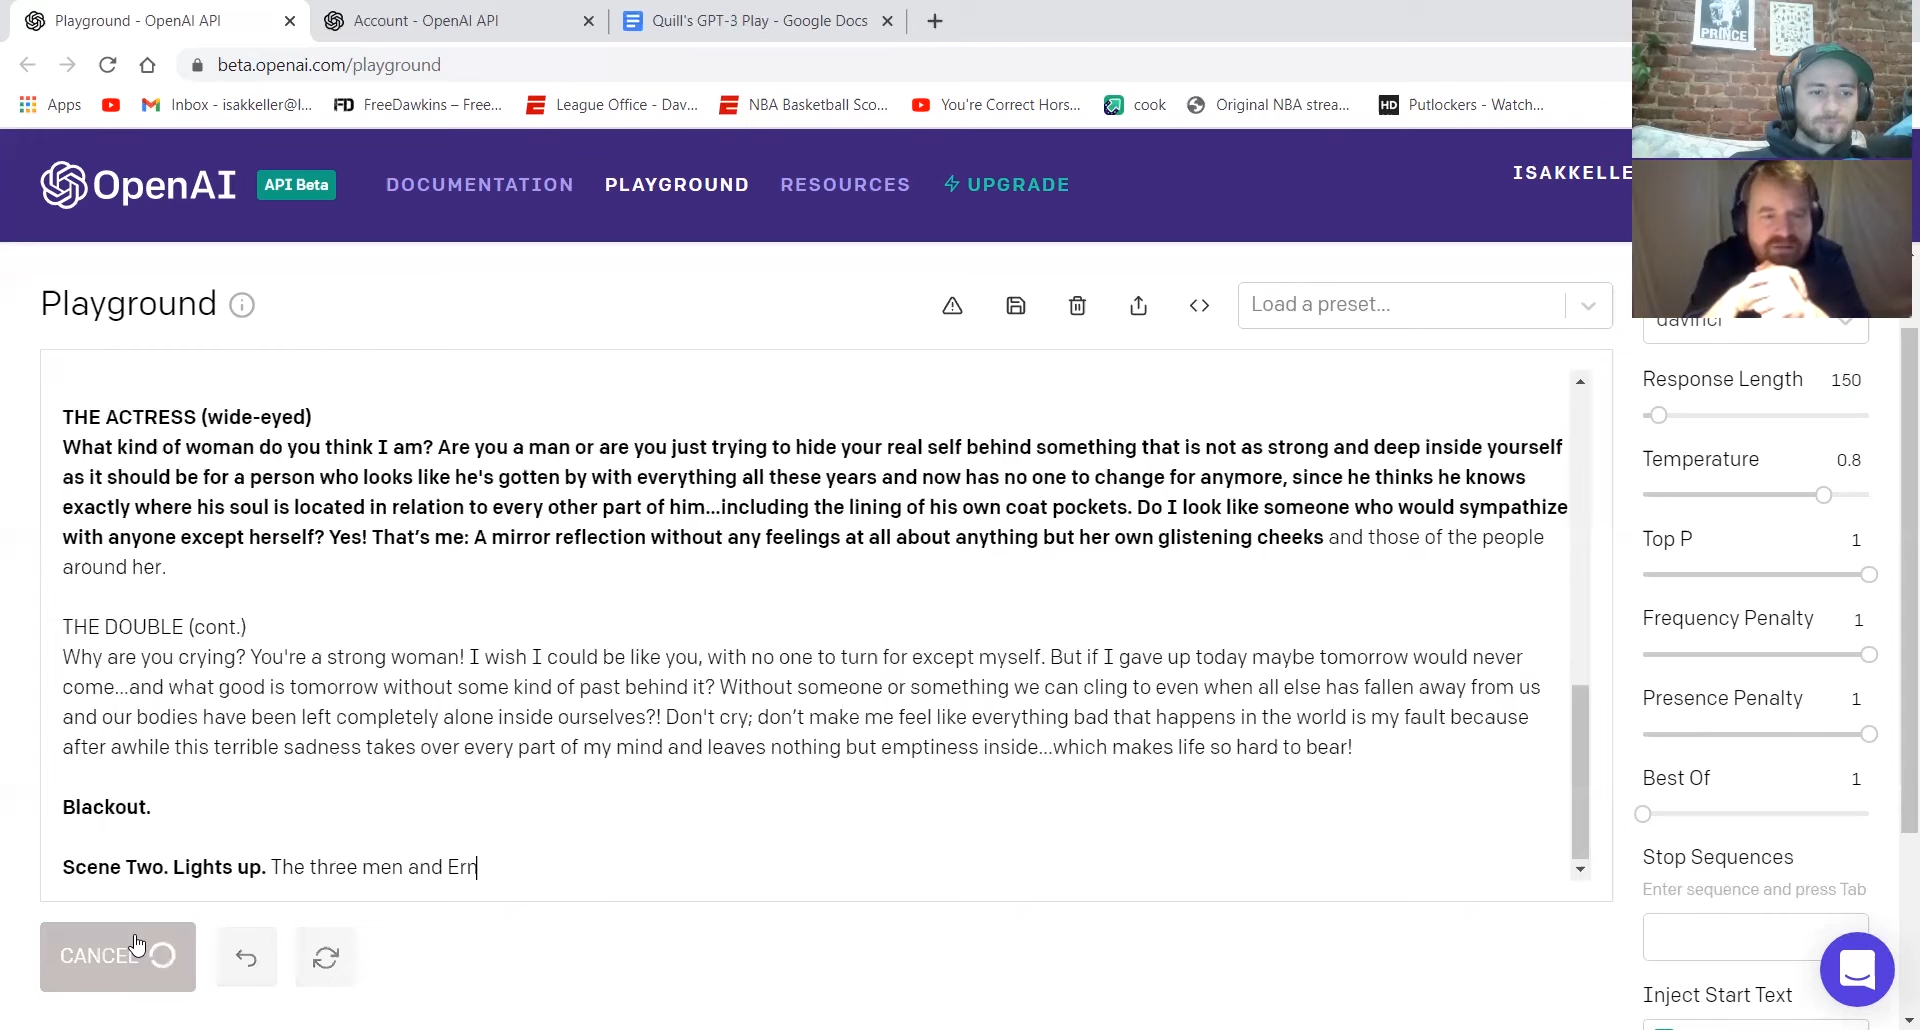 Playground - OpenAI API
Account - OpenAI API
Quill's GPT-3 Play - Google Docs
beta.openai.com/playground
Apps
Inbox - isakkeller@l...
FD FreeDawkins – Free...
League Office - Dav...
NBA Basketball Sco...
You're Correct Hors...
cook
Original NBA strea...
HD Putlockers - Watch...
PRINCE
OpenAI
API Beta
DOCUMENTATION
PLAYGROUND
RESOURCES
UPGRADE
ISAKKELLE
Playground
Load a preset...
davinci
THE ACTRESS (wide-eyed)
What kind of woman do you think I am? Are you a man or are you just trying to hide your real self behind something that is not as strong and deep inside yourself
as it should be for a person who looks like he's gotten by with everything all these years and now has no one to change for anymore, since he thinks he knows
exactly where his soul is located in relation to every other part of him...including the lining of his own coat pockets. Do I look like someone who would sympathize
with anyone except herself? Yes! That's me: A mirror reflection without any feelings at all about anything but her own glistening cheeks and those of the people
around her.
THE DOUBLE (cont.)
Why are you crying? You're a strong woman! I wish I could be like you, with no one to turn for except myself. But if I gave up today maybe tomorrow would never
come...and what good is tomorrow without some kind of past behind it? Without someone or something we can cling to even when all else has fallen away from us
and our bodies have been left completely alone inside ourselves?! Don't cry; don't make me feel like everything bad that happens in the world is my fault because
after awhile this terrible sadness takes over every part of my mind and leaves nothing but emptiness inside...which makes life so hard to bear!
Blackout.
Scene Two. Lights up. The three men and Ern
CANCEL
Response Length 150
Temperature 0.8
Top P 1
Frequency Penalty 1
Presence Penalty 1
Best Of 1
Stop Sequences
Enter sequence and press Tab
Inject Start Text